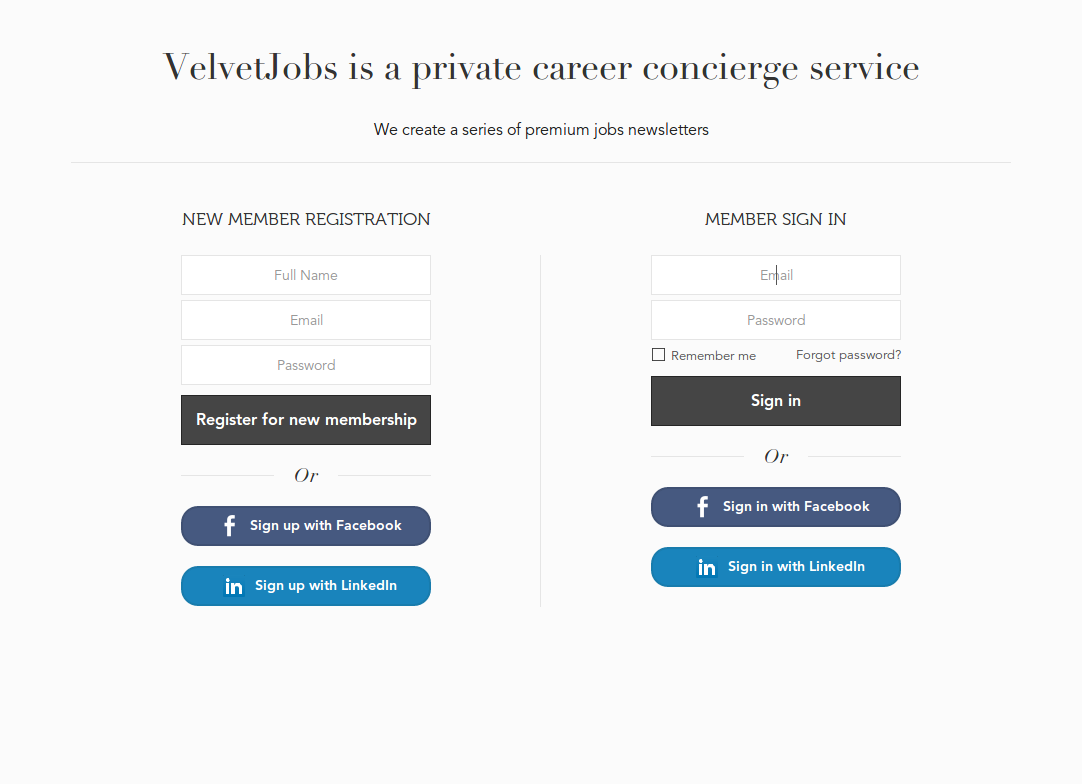 VelvetJobs is a private career concierge service
We create a series of premium jobs newsletters
NEW MEMBER REGISTRATION
Full Name
Email
Password
Register for new membership
Or
Sign up with Facebook
in Sign up with LinkedIn
MEMBER SIGN IN
Email
Password
Remember me Forgot password?
Sign in
Or
Sign in with Facebook
in Sign in with LinkedIn